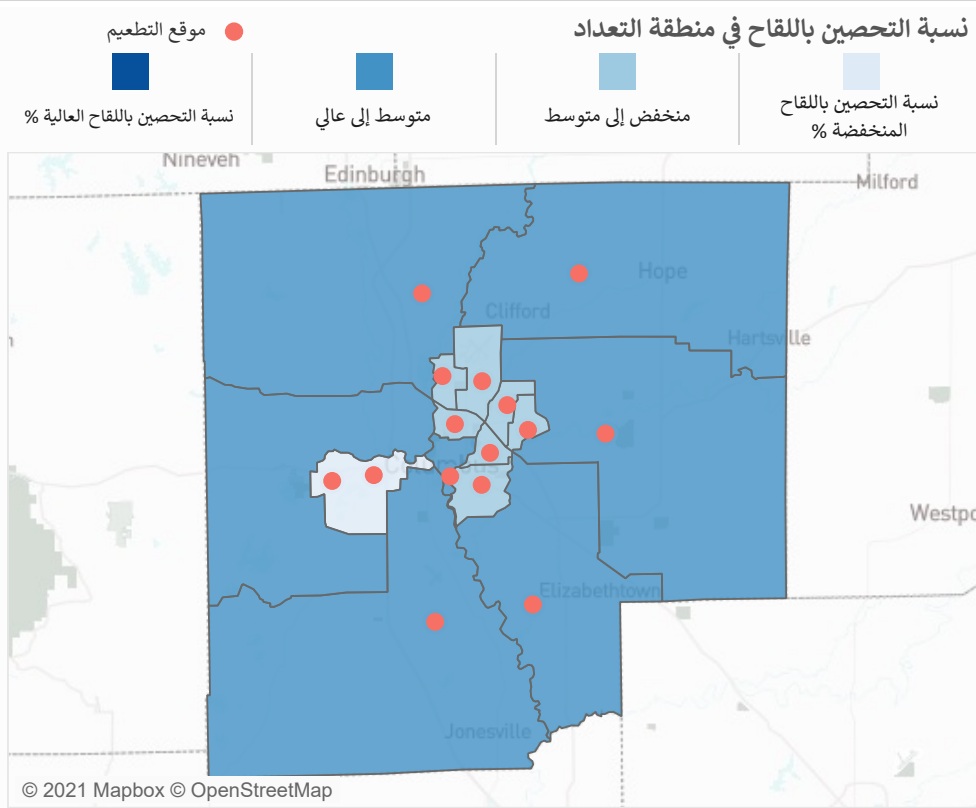 نسبة التحصين باللقاح في منطقة التعداد
موقع التطعيم
نسبة التحصين باللقاح
المنخفضة %
منخفض إلى متوسط
متوسط إلى عالي
نسبة التحصين باللقاح العالية %
Nineveh
Edinburgh
Milford
Hope
Clifford
Hartsville
Columbus
Westpo
Elizabethtown
Jonesville
© 2021 Mapbox © OpenStreetMap